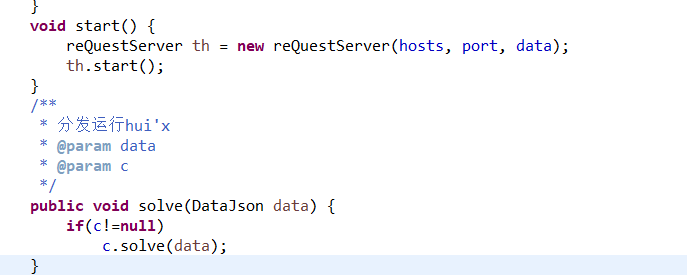 }
void start() {
reQuestServer th = new reQuestServer(hosts, port, data);
th.start();
}
/**
* 分发运行hui'x
* @param data
* @param c
*/
public void solve(DataJson data) {
if(c!=null)
c.solve(data);
}